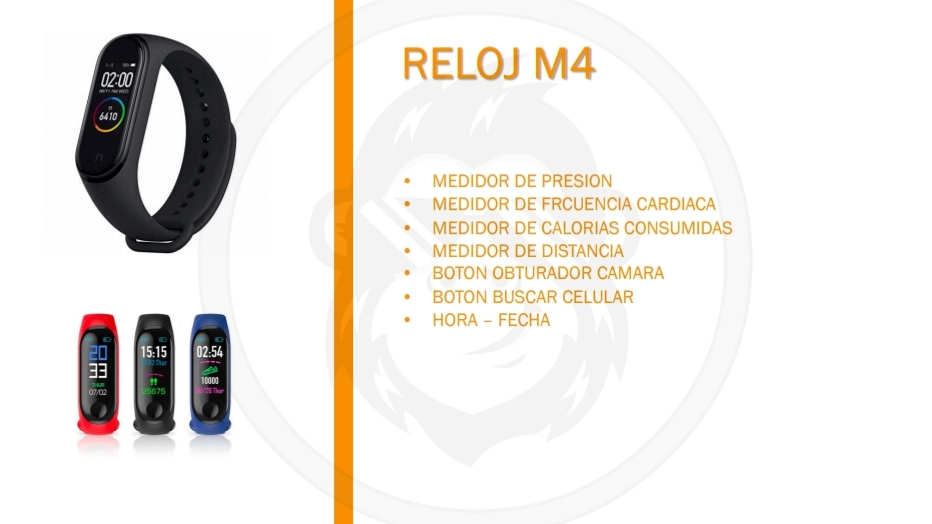 RELOJ M4
• MEDIDOR DE PRESION
• MEDIDOR DE FRCUENCIA CARDIACA
• MEDIDOR DE CALORIAS CONSUMIDAS
• MEDIDOR DE DISTANCIA
• BOTON OBTURADOR CAMARA
• BOTON BUSCAR CELULAR
• HORA – FECHA
02:00
6410
20
33
THUR
07/02
15:15
25675
02:54
10000